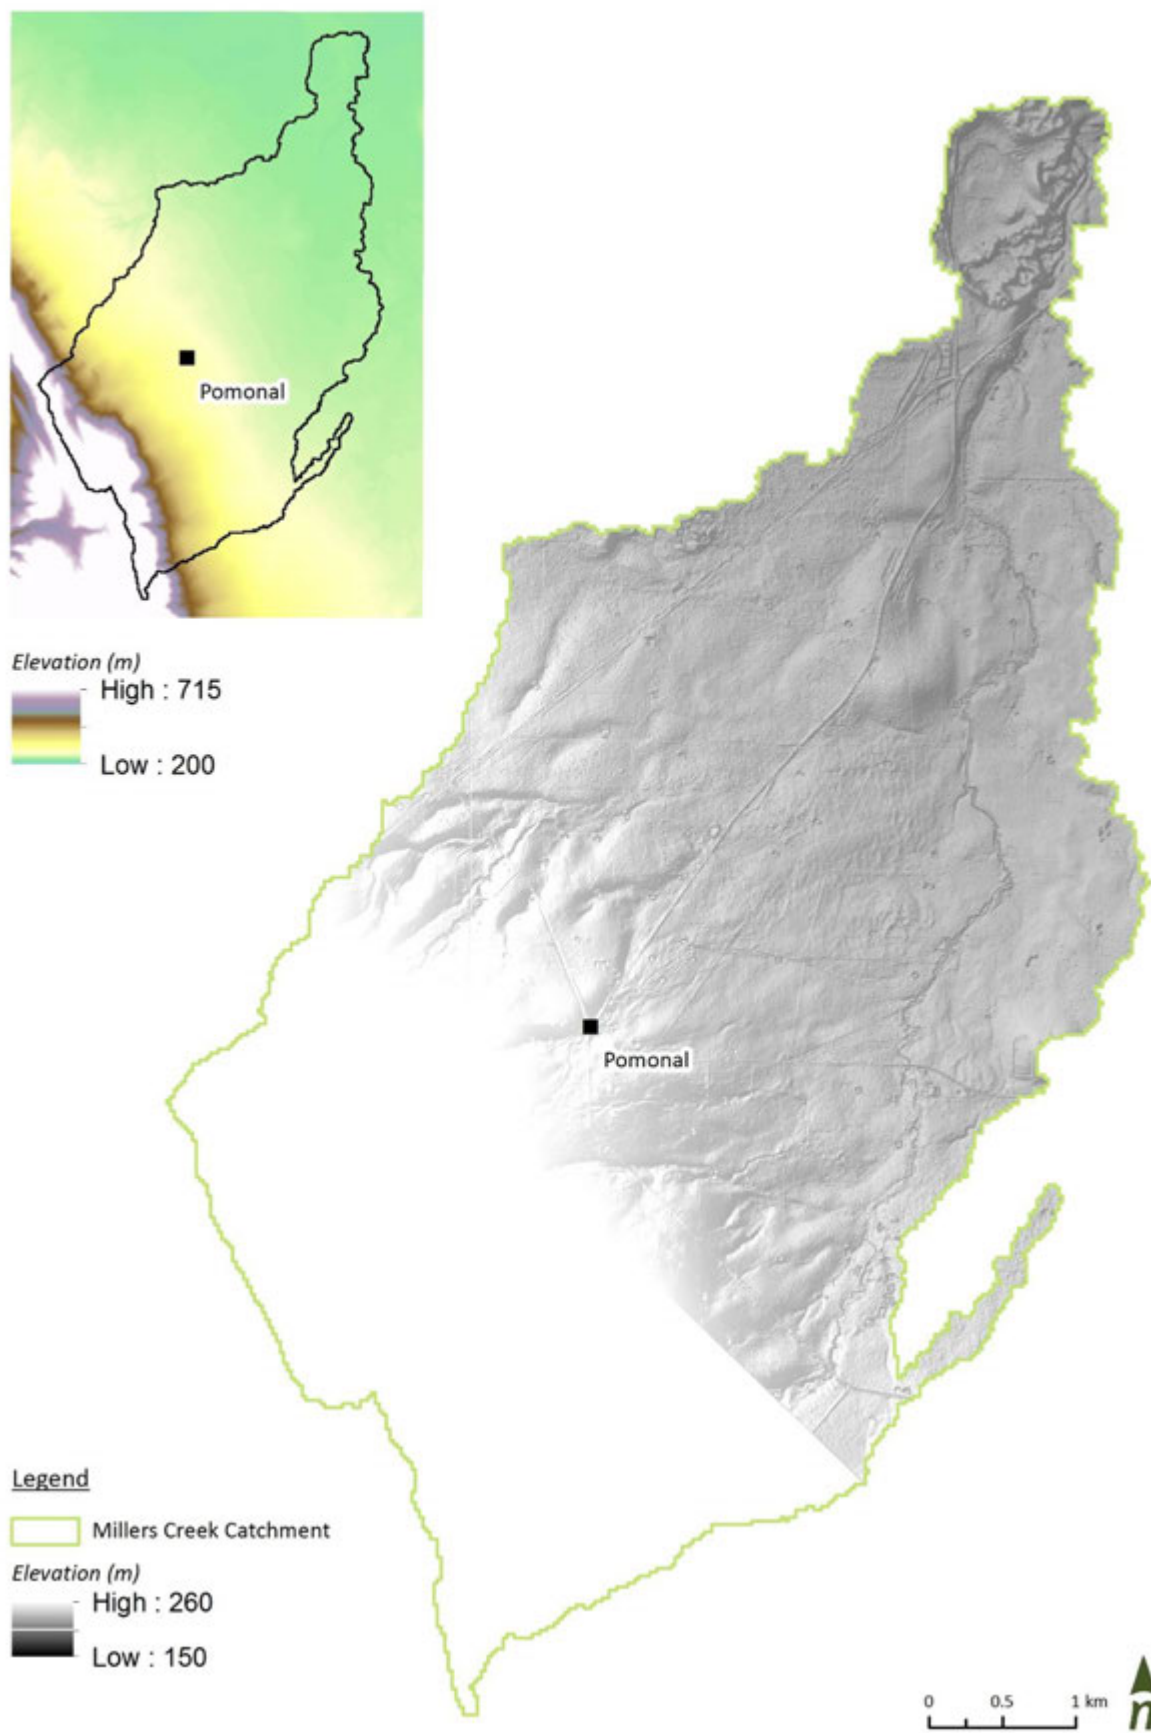 Pomonal
Elevation (m)
High : 715
Low : 200
Pomonal
Legend
Millers Creek Catchment
Elevation (m)
High : 260
Low : 150
0 0.5 1 km
n